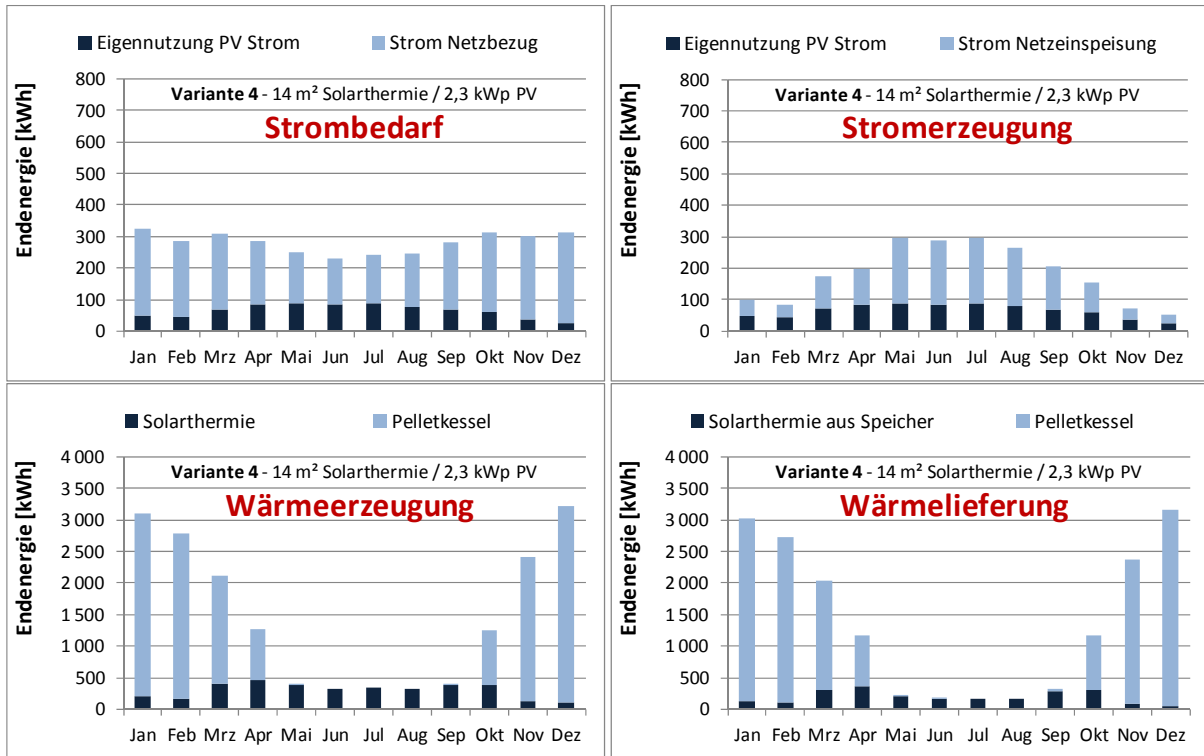 Eigennutzung PV Strom Strom Netzbezug
Endenergie [kWh]
800
700
600
500
400
300
200
100
0
Variante 4 - 14 m² Solarthermie / 2,3 kWp PV
Strombedarf
Jan Feb Mrz Apr Mai Jun Jul Aug Sep Okt Nov Dez
Eigennutzung PV Strom Strom Netzeinspeisung
Endenergie [kWh]
800
700
600
500
400
300
200
100
0
Variante 4 - 14 m² Solarthermie / 2,3 kWp PV
Stromerzeugung
Jan Feb Mrz Apr Mai Jun Jul Aug Sep Okt Nov Dez
Solarthermie Pelletkessel
Endenergie [kWh]
4 000
3 500
3 000
2 500
2 000
1 500
1 000
500
0
Variante 4 - 14 m² Solarthermie / 2,3 kWp PV
Wärmeerzeugung
Jan Feb Mrz Apr Mai Jun Jul Aug Sep Okt Nov Dez
Solarthermie aus Speicher Pelletkessel
Endenergie [kWh]
4 000
3 500
3 000
2 500
2 000
1 500
1 000
500
0
Variante 4 - 14 m² Solarthermie / 2,3 kWp PV
Wärmelieferung
Jan Feb Mrz Apr Mai Jun Jul Aug Sep Okt Nov Dez